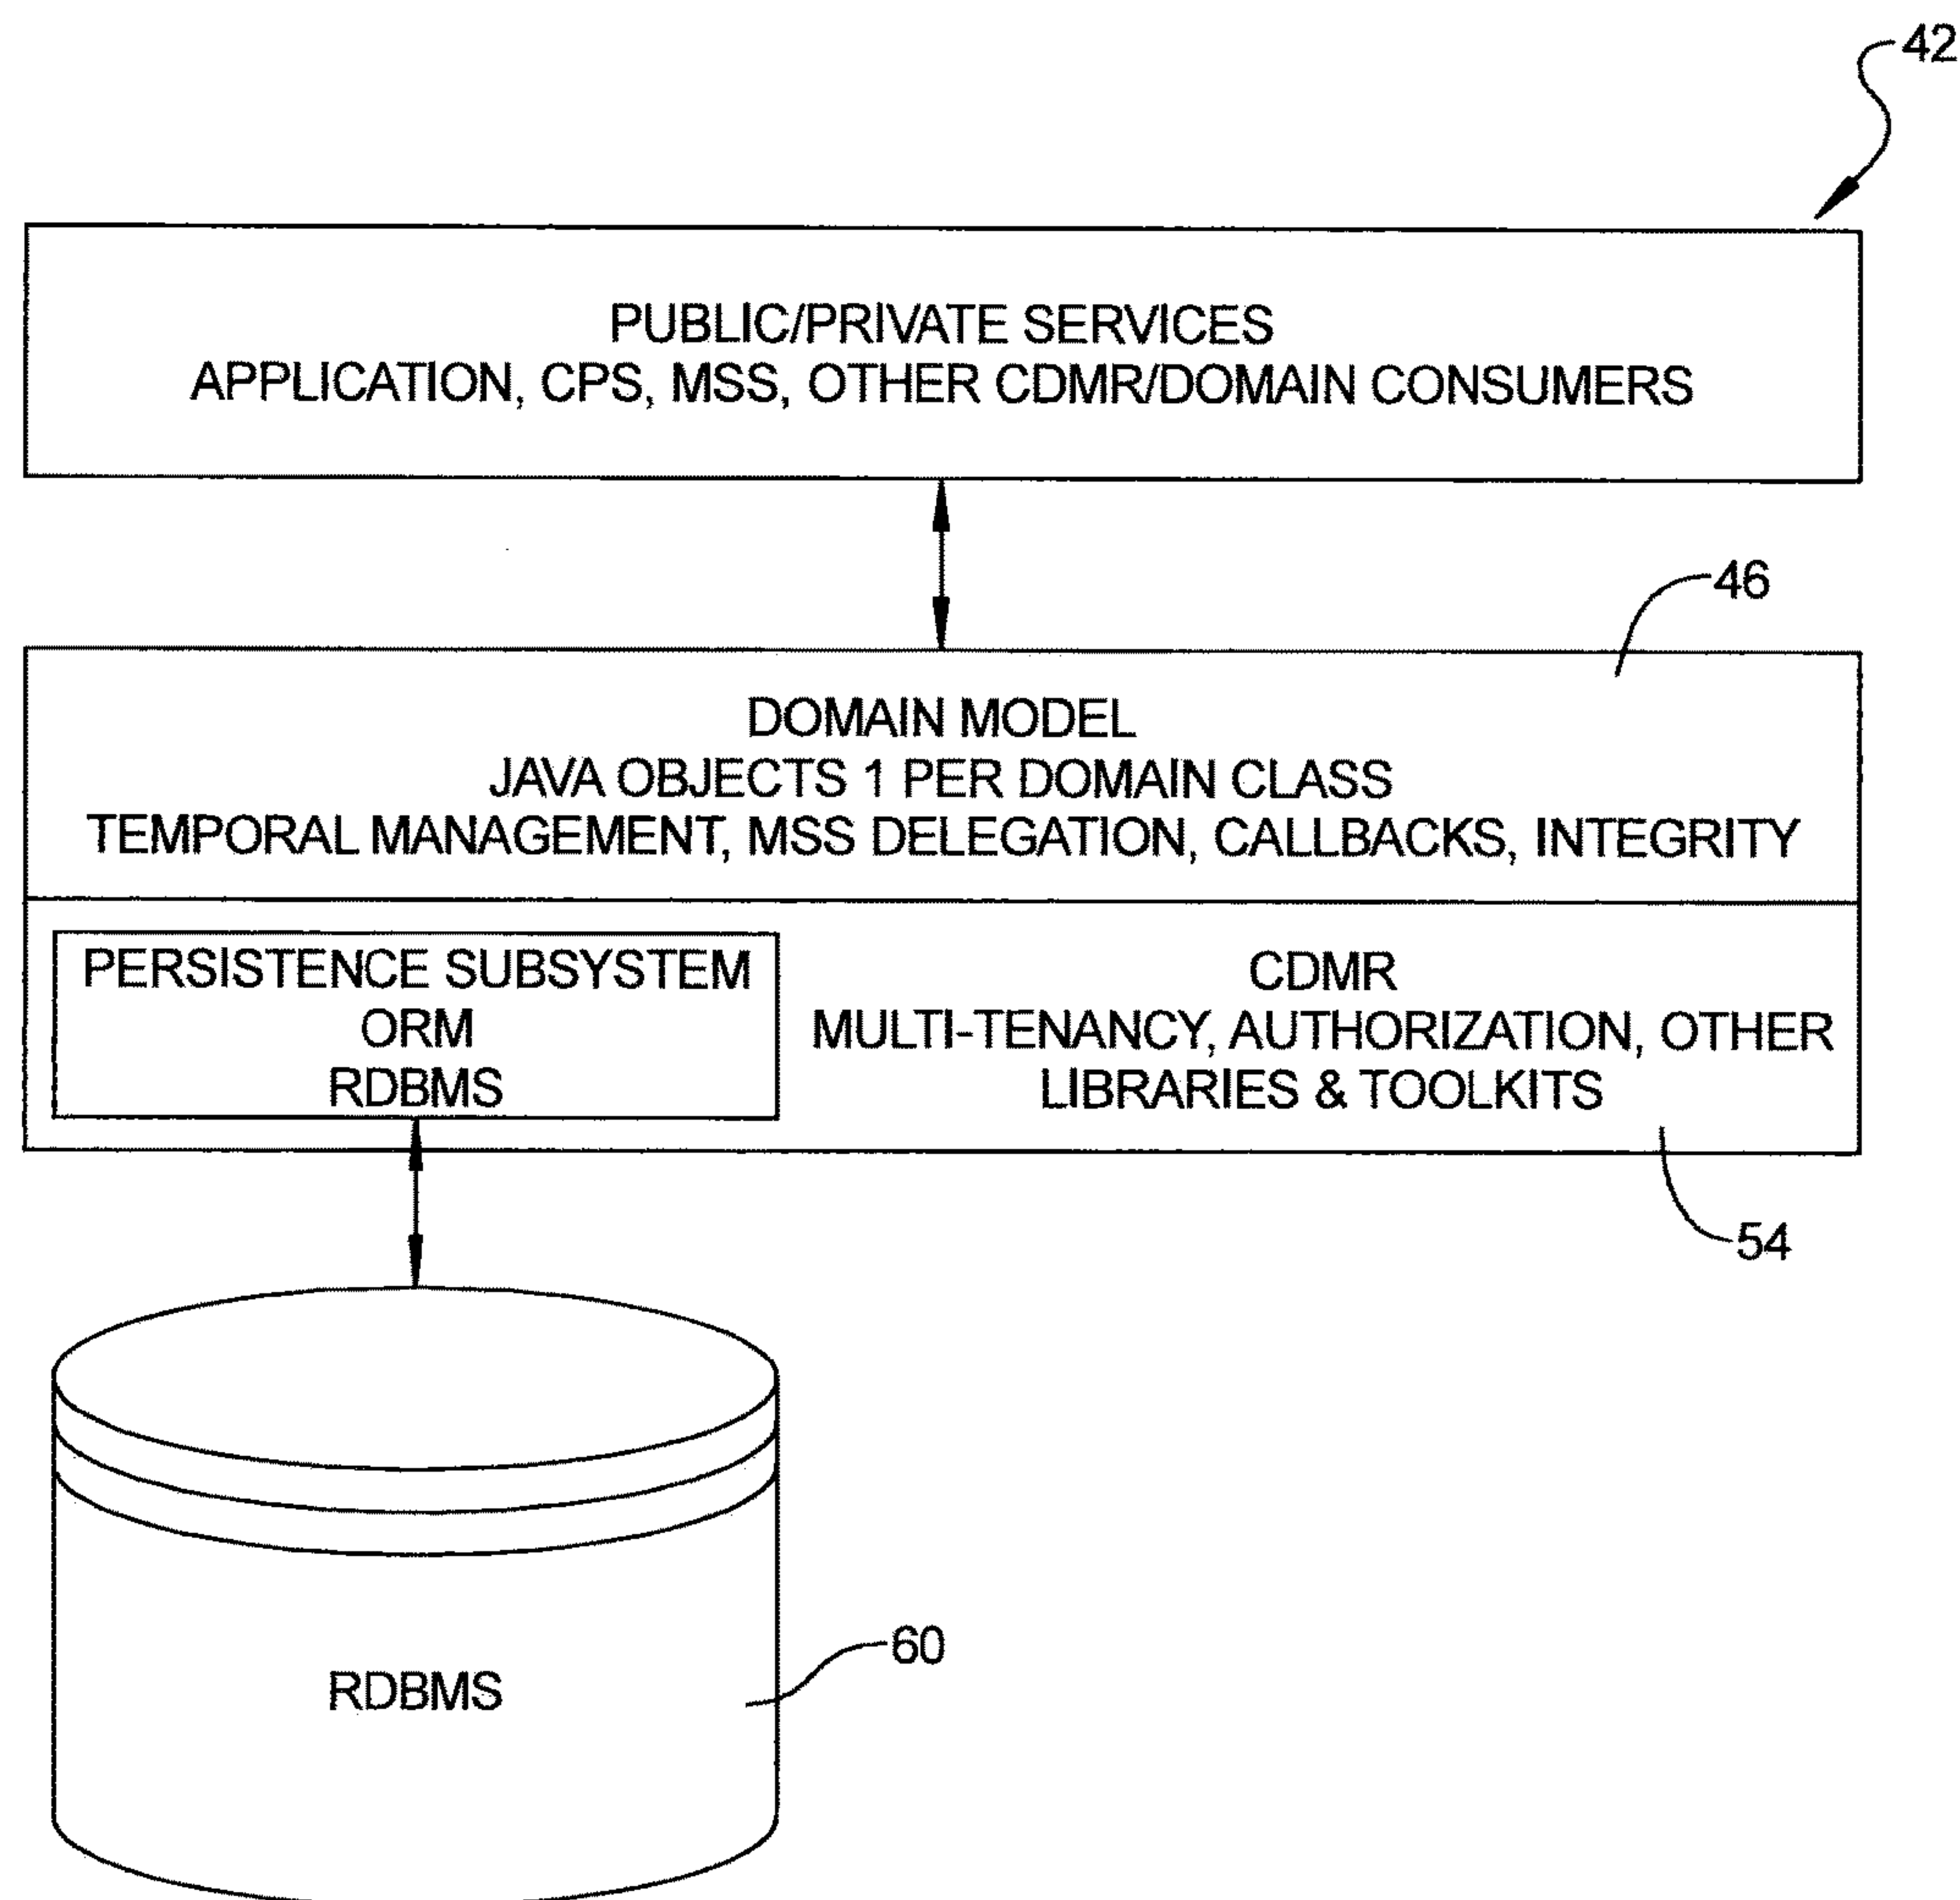 42
PUBLIC/PRIVATE SERVICES
APPLICATION, CPS, MSS, OTHER CDMR/DOMAIN CONSUMERS
46
DOMAIN MODEL
JAVA OBJECTS 1 PER DOMAIN CLASS
TEMPORAL MANAGEMENT, MSS DELEGATION, CALLBACKS, INTEGRITY
PERSISTENCE SUBSYSTEM
ORM
RDBMS
CDMR
MULTI-TENANCY, AUTHORIZATION, OTHER
LIBRARIES & TOOLKITS
54
60
RDBMS